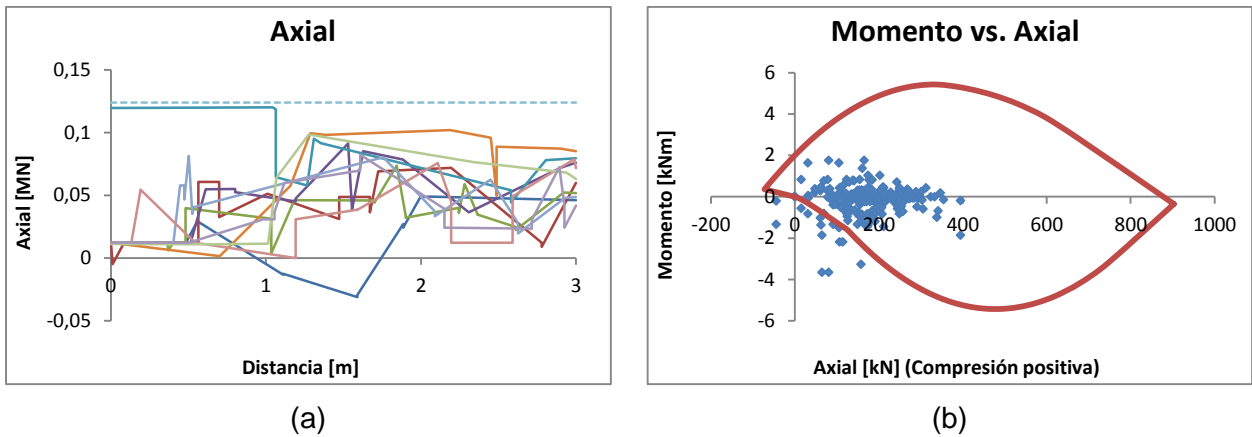 Axial
0,15
0,1
0,05
0
-0,05
0 1 2 3
Axial [MN]
Distancia [m]
(a)
Momento vs. Axial
6
4
2
0
-2
-4
-6
-200 0 200 400 600 800 1000
Momento [kNm]
Axial [kN] (Compresión positiva)
(b)